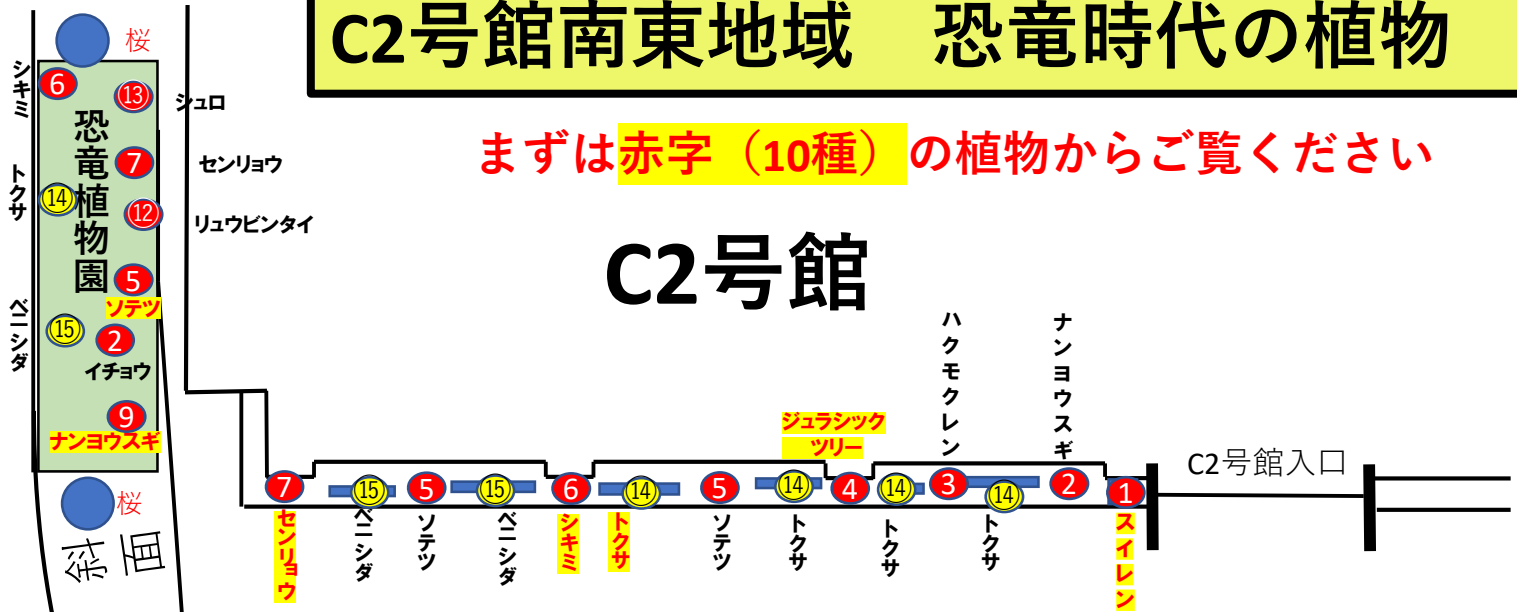 C2号館南東地域　恐竜時代の植物
まずは赤字（10種）の植物からご覧ください
C2号館
桜
シキミ
6
13
シュロ
恐竜植物園
7
センリョウ
トクサ
14
12
リュウビンタイ
5
ソテツ
ベニシダ
15
2
イチョウ
9
ナンヨウスギ
桜
斜面
7
センリョウ
15
ベニシダ
5
ソテツ
15
ベニシダ
6
シキミ
14
トクサ
5
ソテツ
14
トクサ
ジュラシック
ツリー
4
14
トクサ
ハクモクレン
3
14
トクサ
ナンヨウスギ
2
1
スイレン
C2号館入口